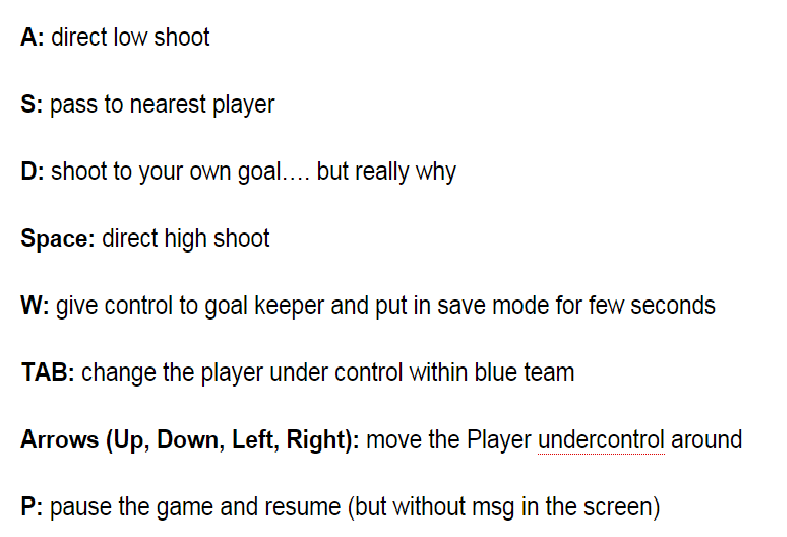 A: direct low shoot
S: pass to nearest player
D: shoot to your own goal…. but really why
Space: direct high shoot
W: give control to goal keeper and put in save mode for few seconds
TAB: change the player under control within blue team
Arrows (Up, Down, Left, Right): move the Player undercontrol around
P: pause the game and resume (but without msg in the screen)